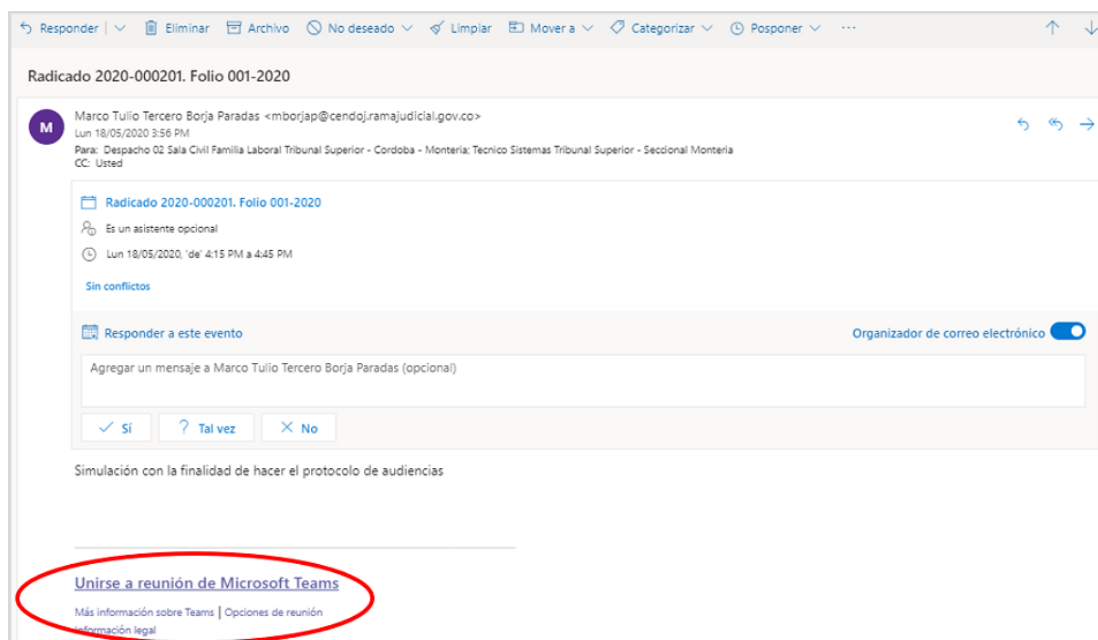 Responder Eliminar Archivo No deseado Limpiar Mover a Categorizar Posponer ...
Radicado 2020-000201. Folio 001-2020
M
Marco Tulio Tercero Borja Paradas <mborjap@cendoj.ramajudicial.gov.co>
Lun 18/05/2020 3:56 PM
Para: Despacho 02 Sala Civil Familia Laboral Tribunal Superior - Cordoba - Monteria; Tecnico Sistemas Tribunal Superior - Seccional Monteria
CC: Usted
Radicado 2020-000201. Folio 001-2020
Es un asistente opcional
Lun 18/05/2020, 'de' 4:15 PM a 4:45 PM
Sin conflictos
Responder a este evento Organizador de correo electrónico
Agregar un mensaje a Marco Tulio Tercero Borja Paradas (opcional)
Sí ? Tal vez No
Simulación con la finalidad de hacer el protocolo de audiencias
Unirse a reunión de Microsoft Teams
Más información sobre Teams | Opciones de reunión
Información legal